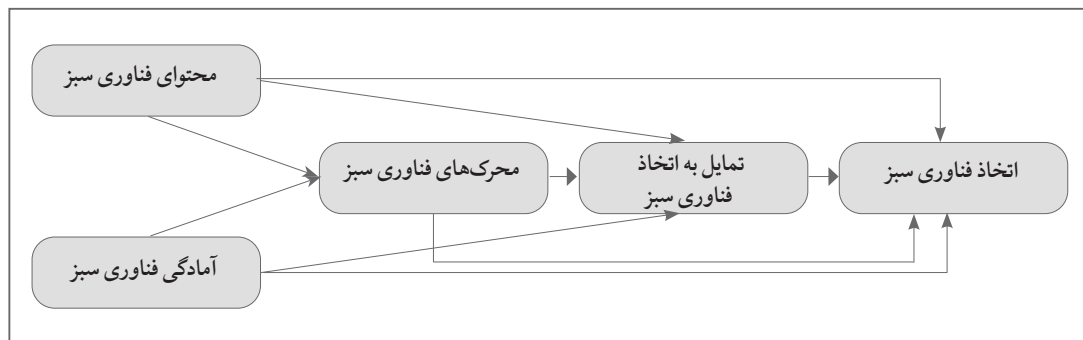 محتوای فناوری سبز
محرک‌های فناوری سبز
تمایل به اتخاذ
فناوری سبز
اتخاذ فناوری سبز
آمادگی فناوری سبز